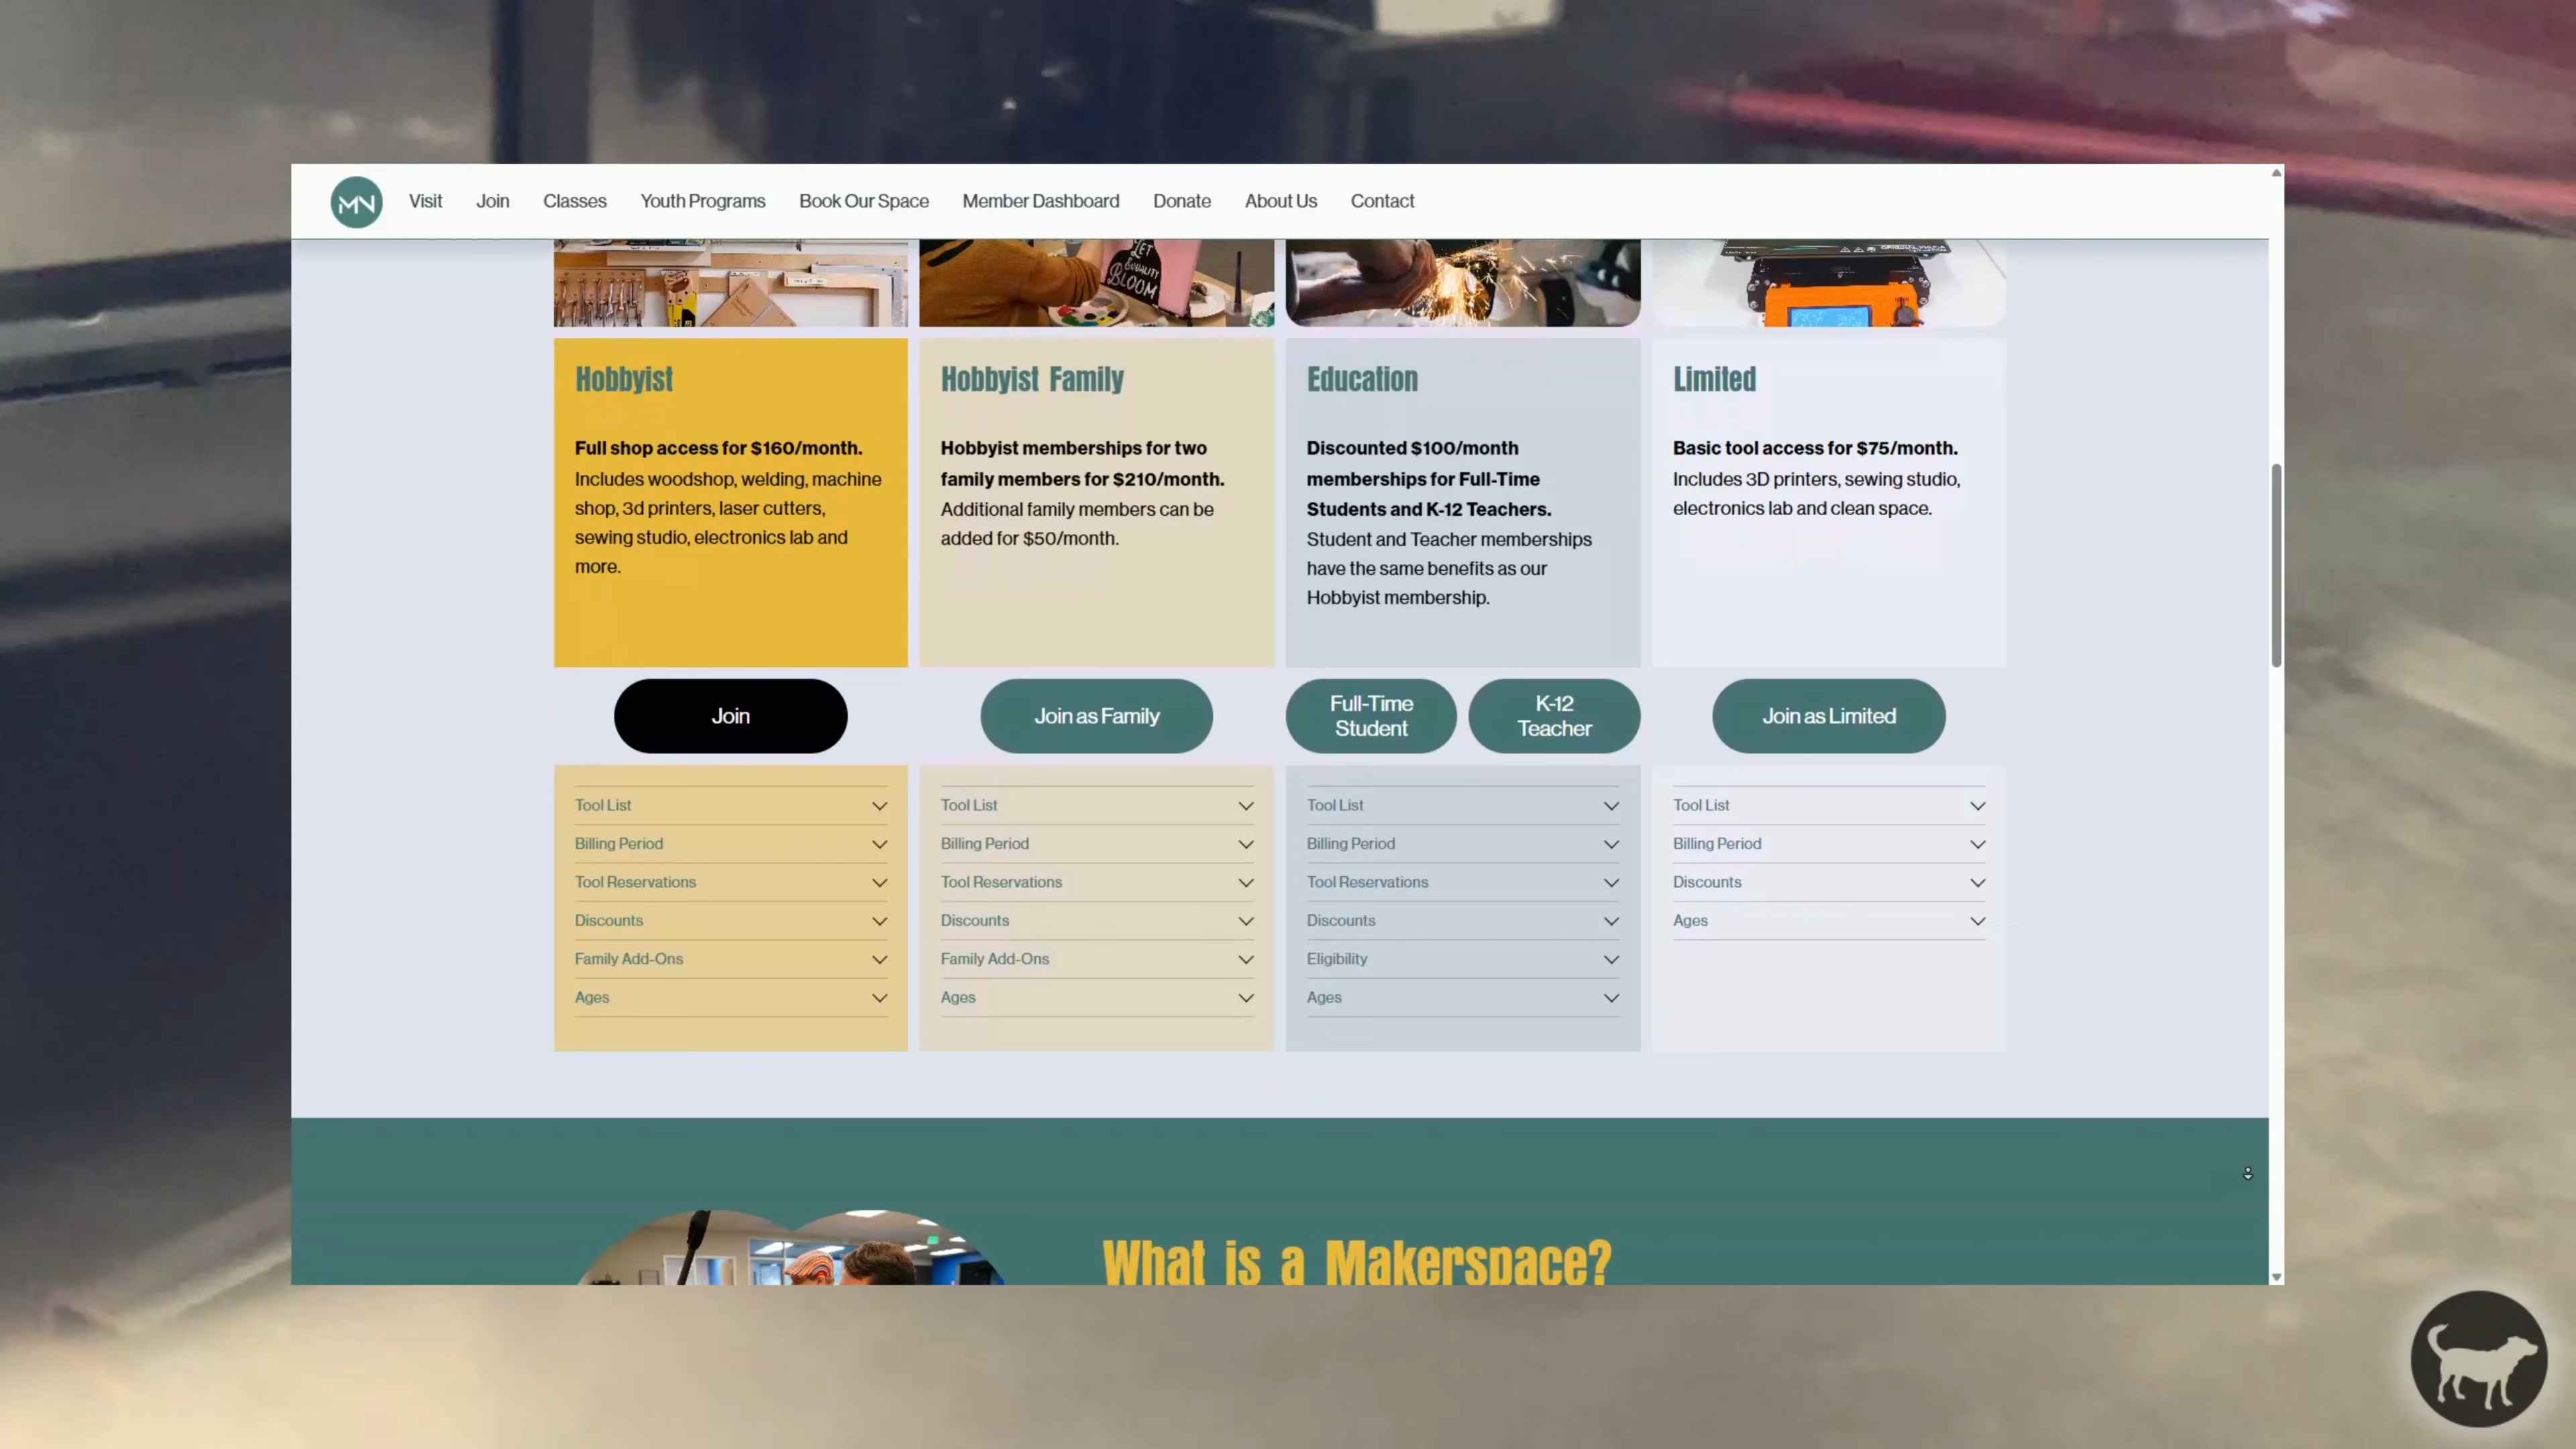 MN Visit Join Classes Youth Programs Book Our Space Member Dashboard Donate About Us Contact
LET
EQUALITY
BLOOM
Hobbyist
Full shop access for $160/month.
Includes woodshop, welding, machine
shop, 3d printers, laser cutters,
sewing studio, electronics lab and
more.
Join
Tool List
Billing Period
Tool Reservations
Discounts
Family Add-Ons
Ages
Hobbyist Family
Hobbyist memberships for two
family members for $210/month.
Additional family members can be
added for $50/month.
Join as Family
Tool List
Billing Period
Tool Reservations
Discounts
Family Add-Ons
Ages
Education
Discounted $100/month
memberships for Full-Time
Students and K-12 Teachers.
Student and Teacher memberships
have the same benefits as our
Hobbyist membership.
Full-Time
Student
K-12
Teacher
Tool List
Billing Period
Tool Reservations
Discounts
Eligibility
Ages
Limited
Basic tool access for $75/month.
Includes 3D printers, sewing studio,
electronics lab and clean space.
Join as Limited
Tool List
Billing Period
Discounts
Ages
What is a Makerspace?